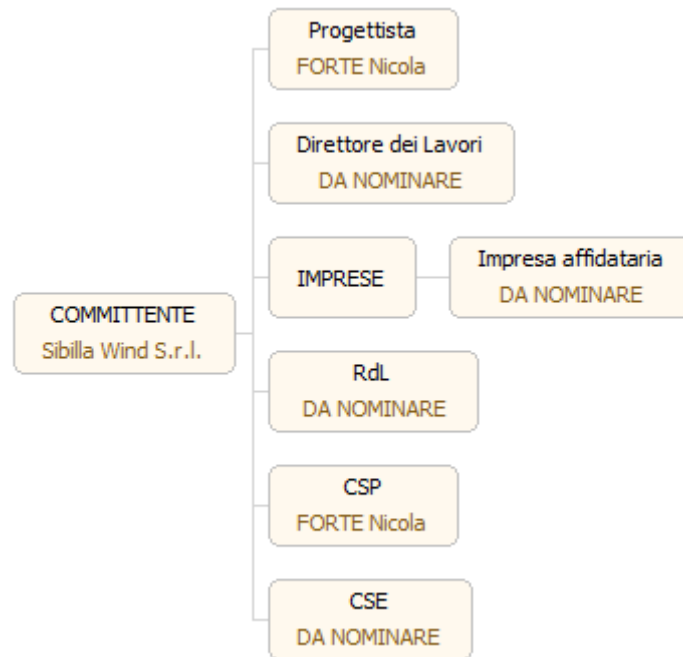 Progettista
FORTE Nicola
Direttore dei Lavori
DA NOMINARE
IMPRESE
Impresa affidataria
DA NOMINARE
COMMITTENTE
Sibilla Wind S.r.l.
RdL
DA NOMINARE
CSP
FORTE Nicola
CSE
DA NOMINARE